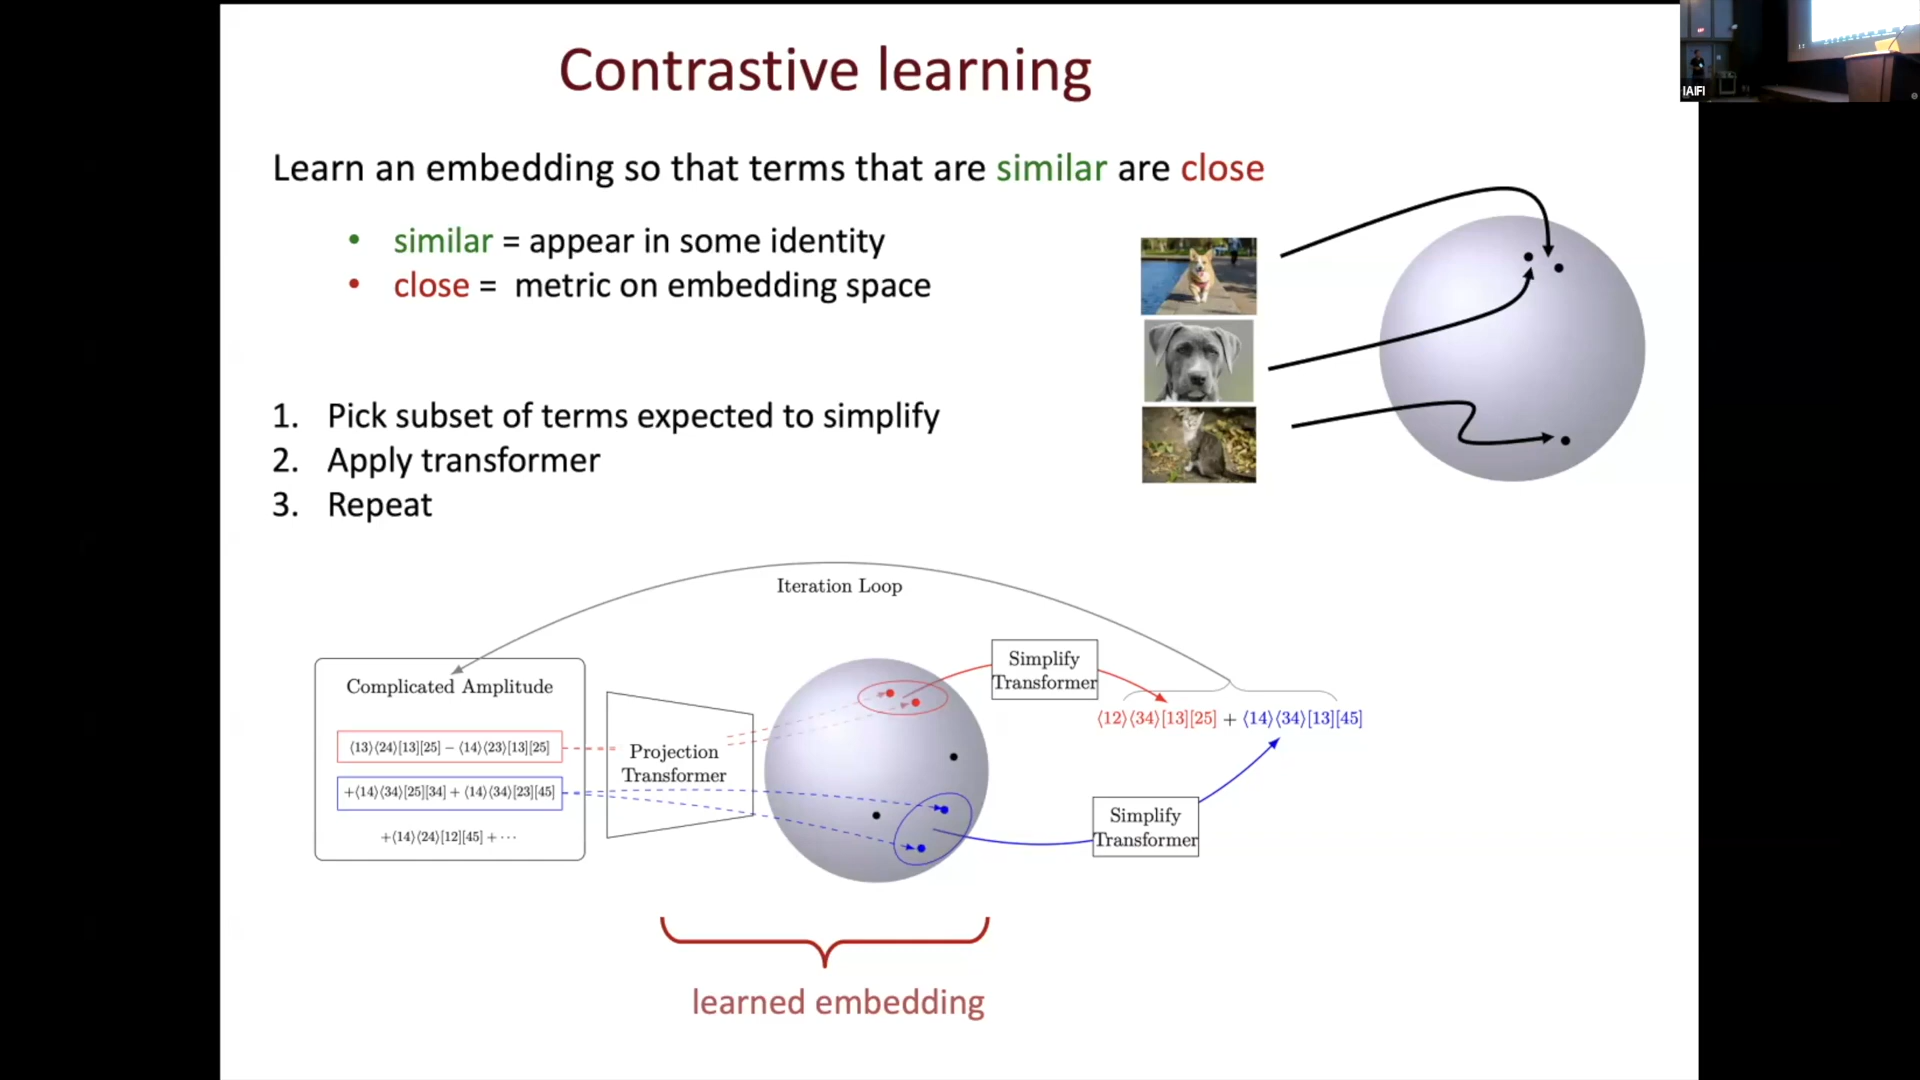 Contrastive learning
IAIFI
Learn an embedding so that terms that are similar are close
• similar = appear in some identity
• close = metric on embedding space
1. Pick subset of terms expected to simplify
2. Apply transformer
3. Repeat
Iteration Loop
Complicated Amplitude
⟨13⟩⟨24⟩[13][25] − ⟨14⟩⟨23⟩[13][25]
+⟨14⟩⟨34⟩[25][34] + ⟨14⟩⟨34⟩[23][45]
+⟨14⟩⟨24⟩[12][45] + ⋯
Projection
Transformer
Simplify
Transformer
⟨12⟩⟨34⟩[13][25] + ⟨14⟩⟨34⟩[13][45]
Simplify
Transformer
learned embedding